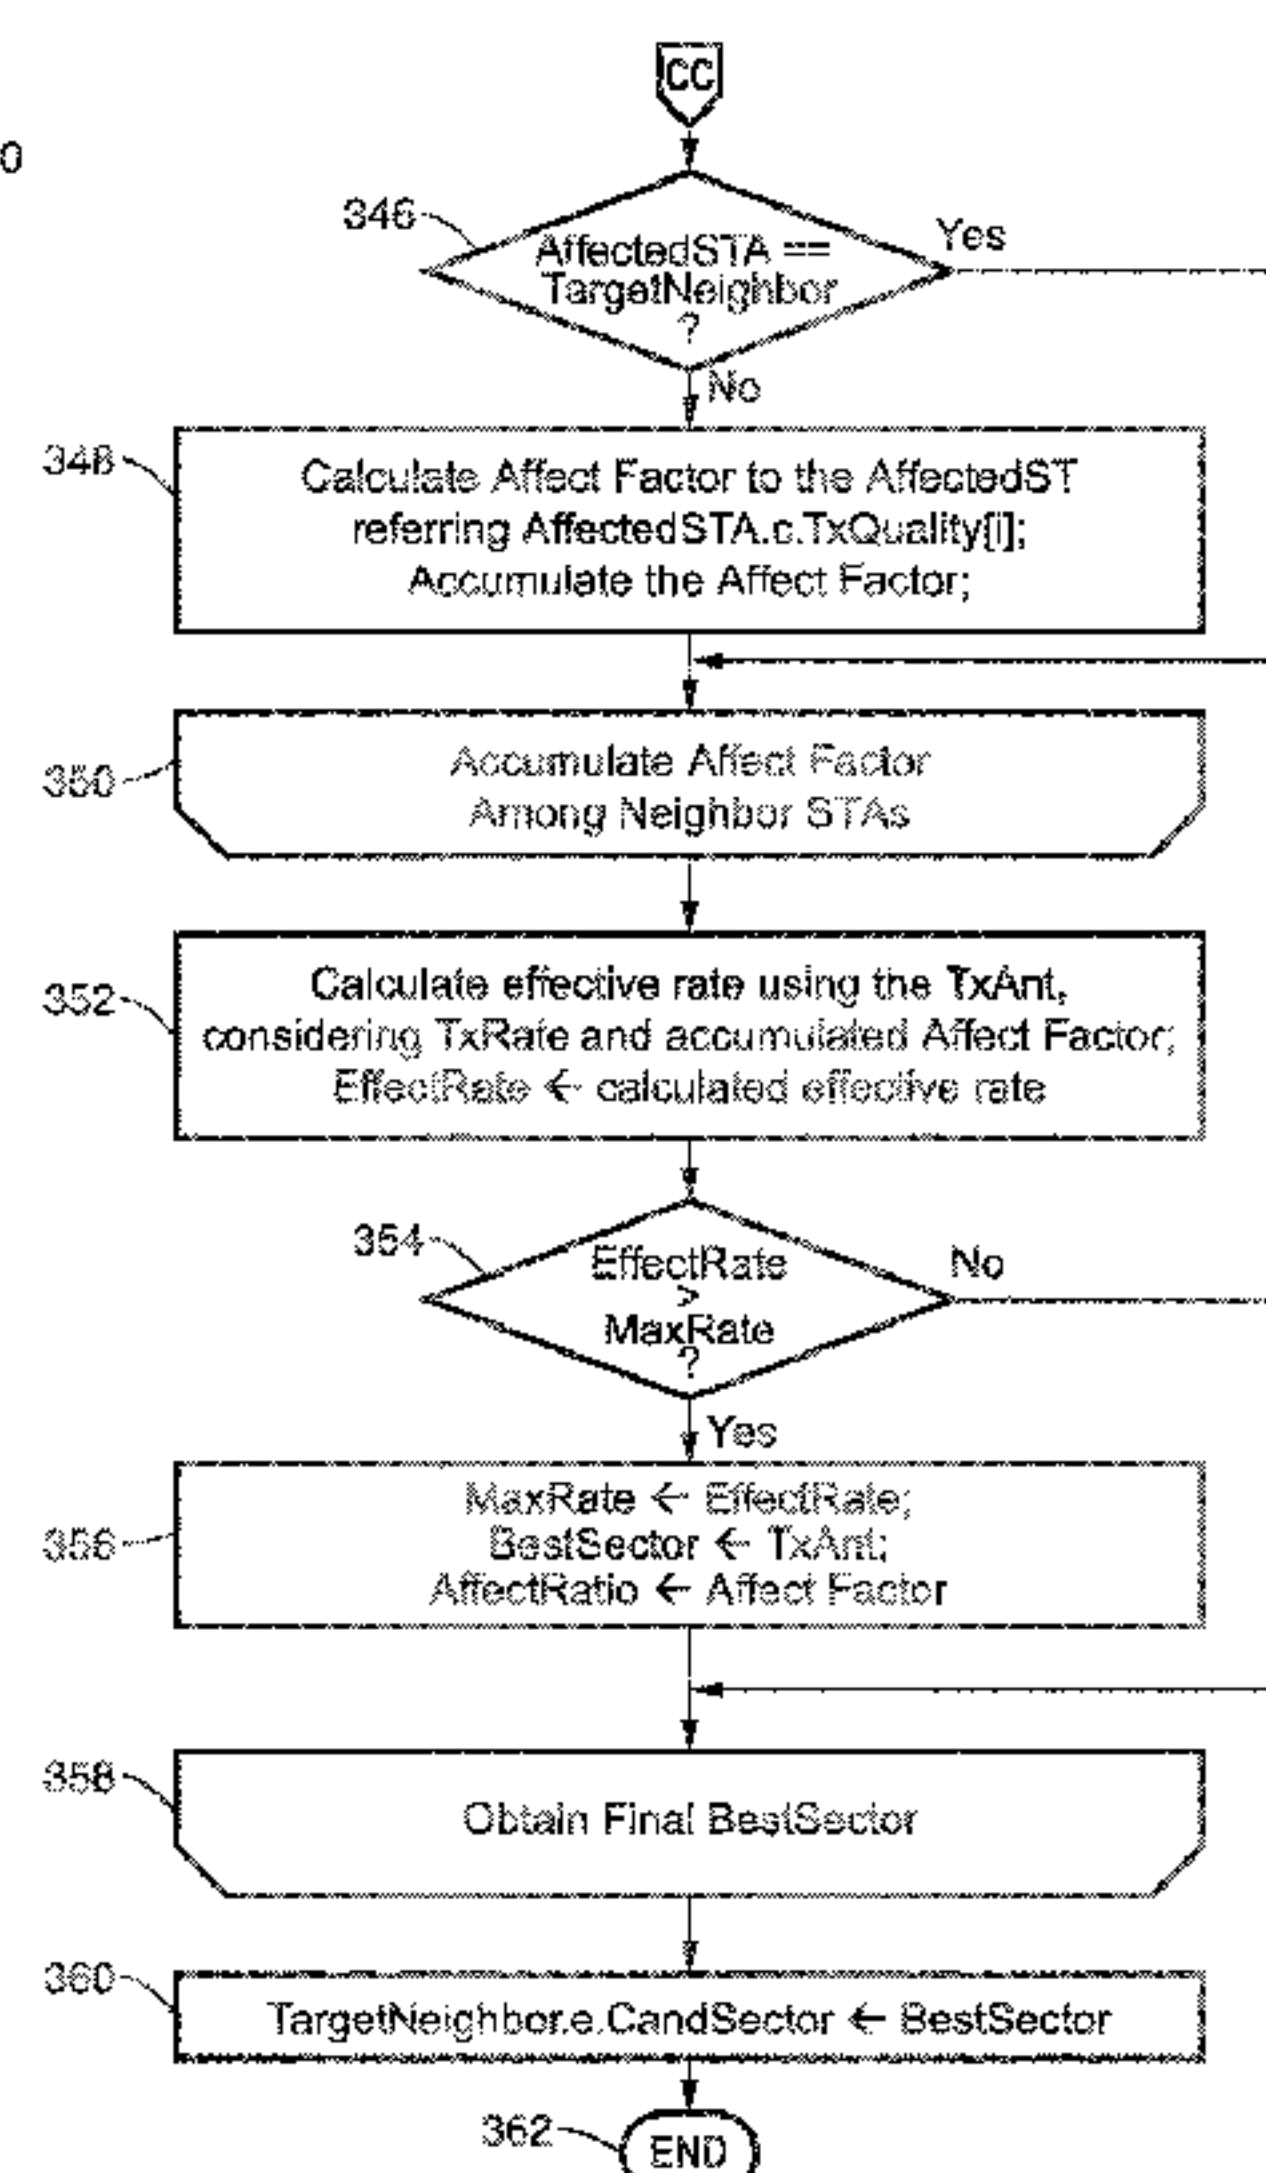 CC
0
346
AffectedSTA ==
TargetNeighbor
?
Yes
No
348
Calculate Affect Factor to the AffectedST
referring AffectedSTA.c.TxQuality[i];
Accumulate the Affect Factor;
350
Accumulate Affect Factor
Among Neighbor STAs
352
Calculate effective rate using the TxAnt,
considering TxRate and accumulated Affect Factor;
EffectRate ← calculated effective rate
354
EffectRate
>
MaxRate
?
No
Yes
356
MaxRate ← EffectRate;
BestSector ← TxAnt;
AffectRatio ← Affect Factor
358
Obtain Final BestSector
360
TargetNeighbor.e.CandSector ← BestSector
362
END